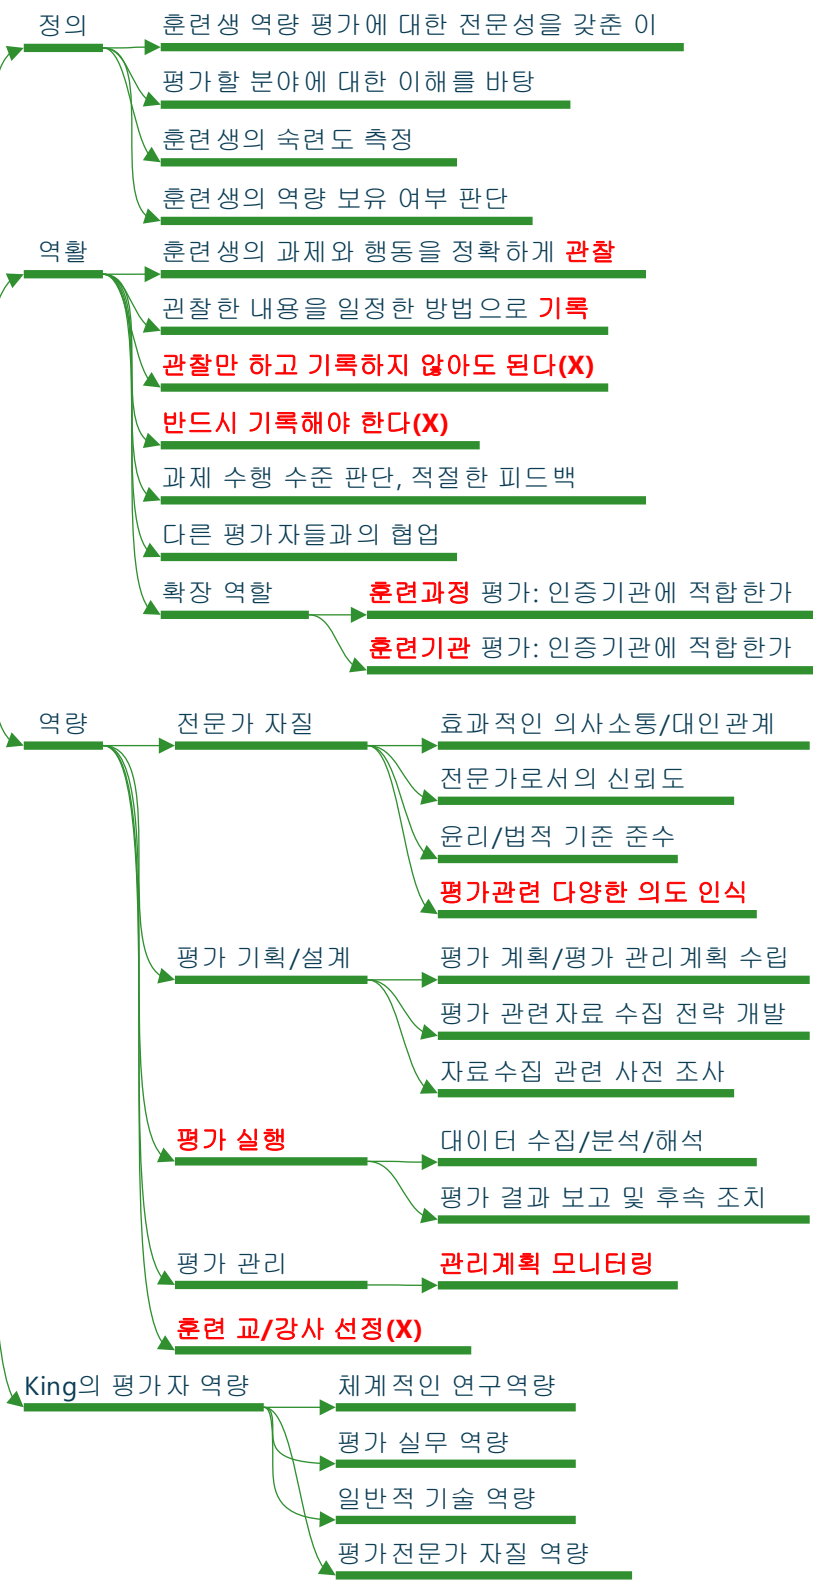 정의
훈련생 역량 평가에 대한 전문성을 갖춘 이
평가할 분야에 대한 이해를 바탕
훈련생의 숙련도 측정
훈련생의 역량 보유 여부 판단
역활
훈련생의 과제와 행동을 정확하게 관찰
괸찰한 내용을 일정한 방법으로 기록
관찰만 하고 기록하지 않아도 된다(X)
반드시 기록해야 한다(X)
과제 수행 수준 판단, 적절한 피드백
다른 평가자들과의 협업
확장 역할
훈련과정 평가: 인증기관에 적합한가
훈련기관 평가: 인증기관에 적합한가
역량
전문가 자질
효과적인 의사소통/대인관계
전문가로서의 신뢰도
윤리/법적 기준 준수
평가관련 다양한 의도 인식
평가 기획/설계
평가 계획/평가 관리계획 수립
평가 관련자료 수집 전략 개발
자료수집 관련 사전 조사
평가 실행
대이터 수집/분석/해석
평가 결과 보고 및 후속 조치
평가 관리
관리계획 모니터링
훈련 교/강사 선정(X)
King의 평가자 역량
체계적인 연구역량
평가 실무 역량
일반적 기술 역량
평가전문가 자질 역량